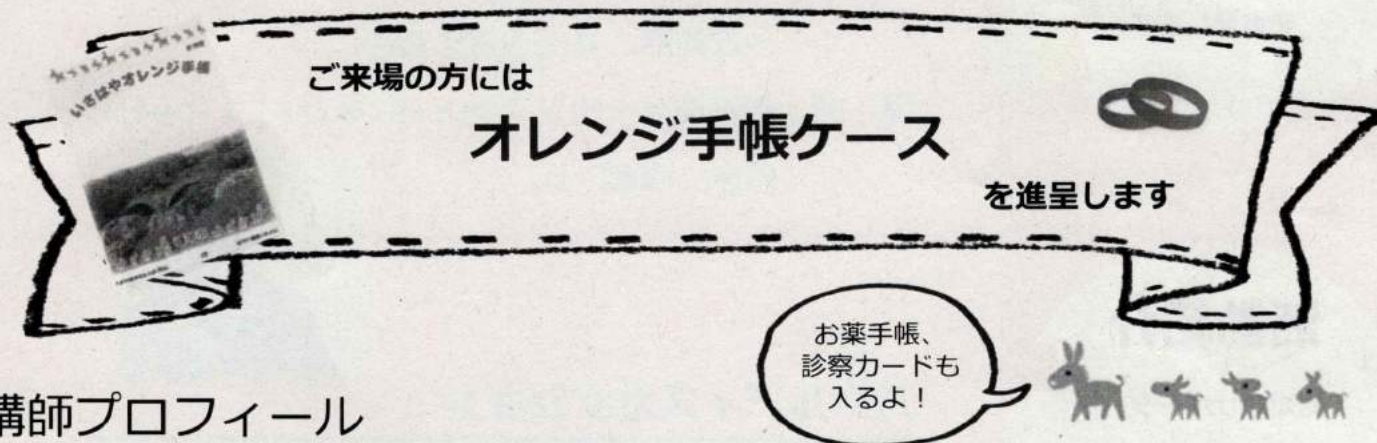 いさはやオレンジ手帳
ご来場の方には
オレンジ手帳ケース
を進呈します
お薬手帳、
診察カードも
入るよ！
講師プロフィール